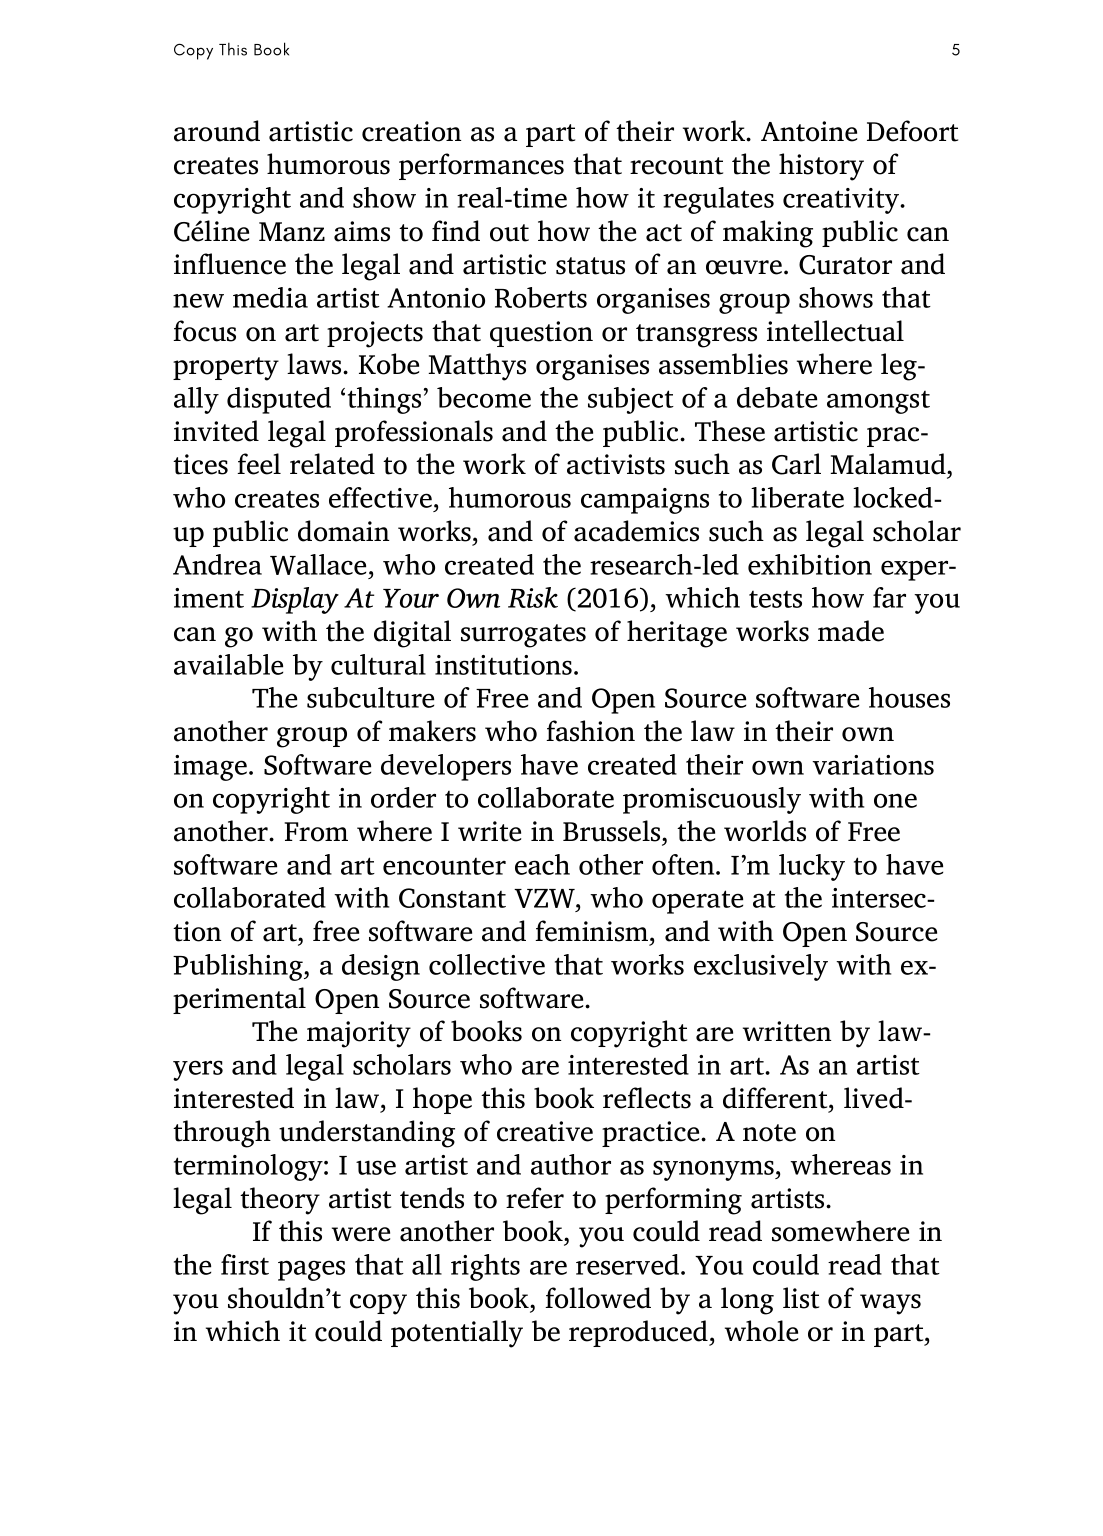 Copy This Book 5
around artistic creation as a part of their work. Antoine Defoort
creates humorous performances that recount the history of
copyright and show in real-time how it regulates creativity.
Céline Manz aims to find out how the act of making public can
influence the legal and artistic status of an œuvre. Curator and
new media artist Antonio Roberts organises group shows that
focus on art projects that question or transgress intellectual
property laws. Kobe Matthys organises assemblies where leg-
ally disputed ‘things’ become the subject of a debate amongst
invited legal professionals and the public. These artistic prac-
tices feel related to the work of activists such as Carl Malamud,
who creates effective, humorous campaigns to liberate locked-
up public domain works, and of academics such as legal scholar
Andrea Wallace, who created the research-led exhibition exper-
iment Display At Your Own Risk (2016), which tests how far you
can go with the digital surrogates of heritage works made
available by cultural institutions.
The subculture of Free and Open Source software houses
another group of makers who fashion the law in their own
image. Software developers have created their own variations
on copyright in order to collaborate promiscuously with one
another. From where I write in Brussels, the worlds of Free
software and art encounter each other often. I’m lucky to have
collaborated with Constant VZW, who operate at the intersec-
tion of art, free software and feminism, and with Open Source
Publishing, a design collective that works exclusively with ex-
perimental Open Source software.
The majority of books on copyright are written by law-
yers and legal scholars who are interested in art. As an artist
interested in law, I hope this book reflects a different, lived-
through understanding of creative practice. A note on
terminology: I use artist and author as synonyms, whereas in
legal theory artist tends to refer to performing artists.
If this were another book, you could read somewhere in
the first pages that all rights are reserved. You could read that
you shouldn’t copy this book, followed by a long list of ways
in which it could potentially be reproduced, whole or in part,